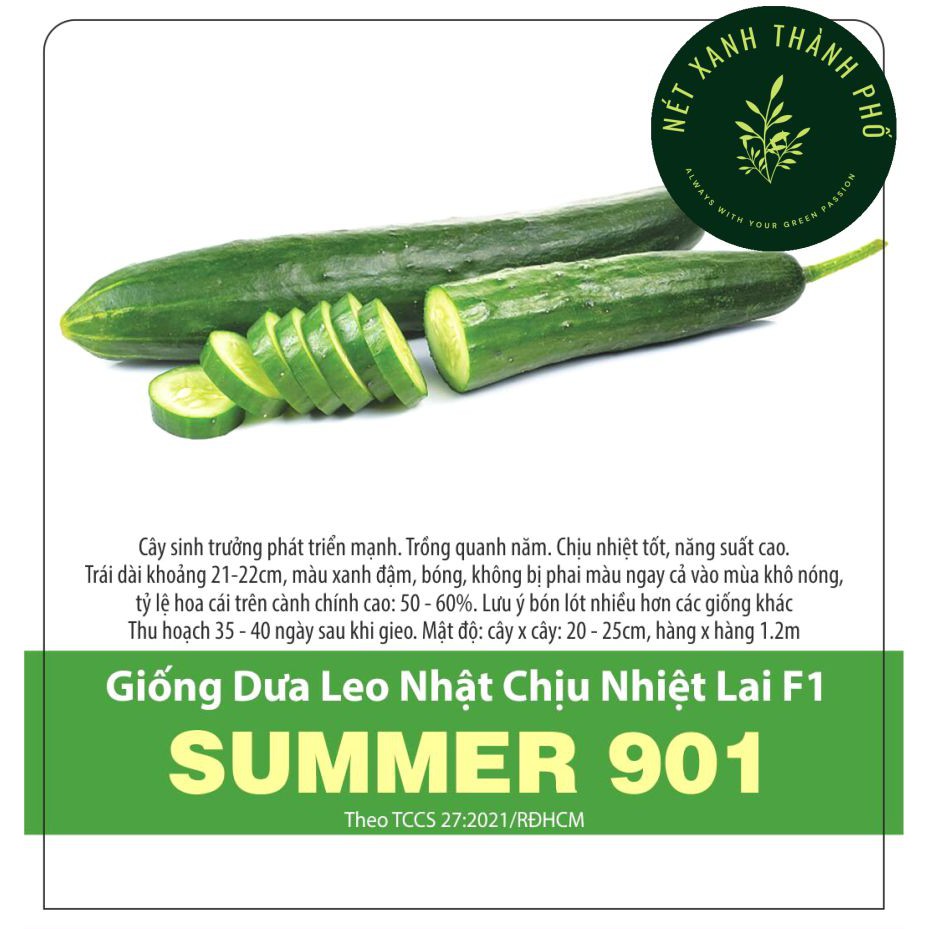 NÉT XANH THÀNH PHỐ
ALWAYS WITH YOUR GREEN PASSION
Cây sinh trưởng phát triển mạnh. Trồng quanh năm. Chịu nhiệt tốt, năng suất cao.
Trái dài khoảng 21-22cm, màu xanh đậm, bóng, không bị phai màu ngay cả vào mùa khô nóng,
tỷ lệ hoa cái trên cành chính cao: 50 - 60%. Lưu ý bón lót nhiều hơn các giống khác
Thu hoạch 35 - 40 ngày sau khi gieo. Mật độ: cây x cây: 20 - 25cm, hàng x hàng 1.2m
Giống Dưa Leo Nhật Chịu Nhiệt Lai F1
SUMMER 901
Theo TCCS 27:2021/RĐHCM